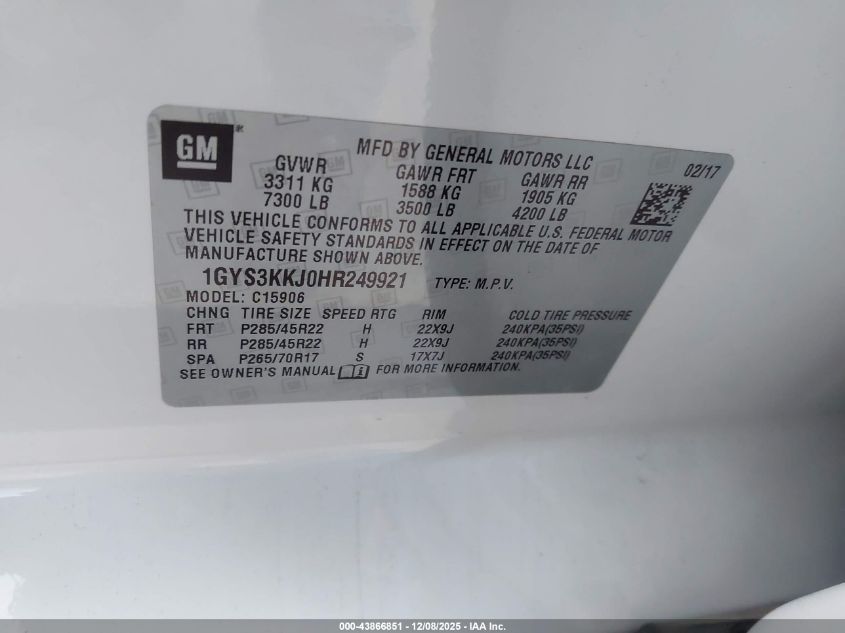 GM
MFD BY GENERAL MOTORS LLC
02/17
GVWR GAWR FRT GAWR RR
3311 KG 1588 KG 1905 KG
7300 LB 3500 LB 4200 LB
THIS VEHICLE CONFORMS TO ALL APPLICABLE U.S. FEDERAL MOTOR
VEHICLE SAFETY STANDARDS IN EFFECT ON THE DATE OF
MANUFACTURE SHOWN ABOVE.
1GYS3KKJ0HR249921 TYPE: M.P.V.
MODEL: C15906
CHNG TIRE SIZE SPEED RTG RIM COLD TIRE PRESSURE
FRT P285/45R22 H 22X9J 240KPA(35PSI)
RR P285/45R22 H 22X9J 240KPA(35PSI)
SPA P265/70R17 S 17X7J 240KPA(35PSI)
SEE OWNER'S MANUAL FOR MORE INFORMATION.
000-43866851 - 12/08/2025 - IAA Inc.